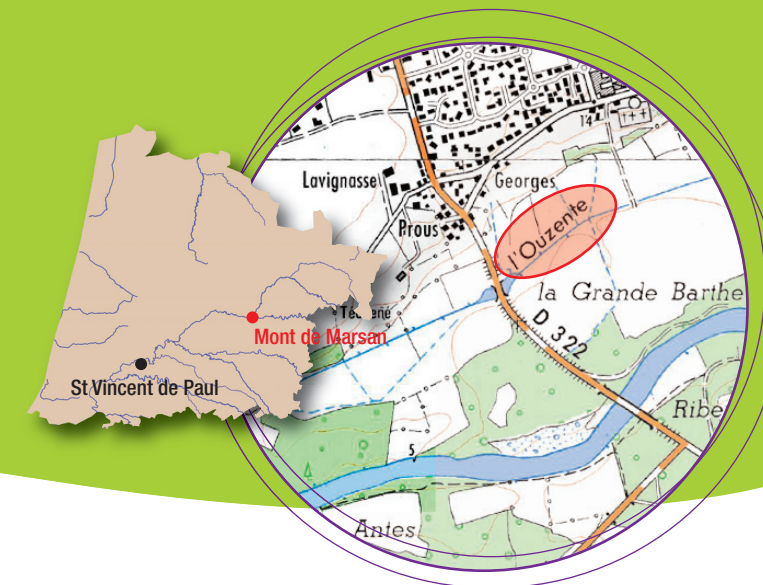 14
Lavignasse
Georges
Prous
l'Ouzente
la Grande Barthe
D 322
Mont de Marsan
St Vincent de Paul
Ribe
5
Antes